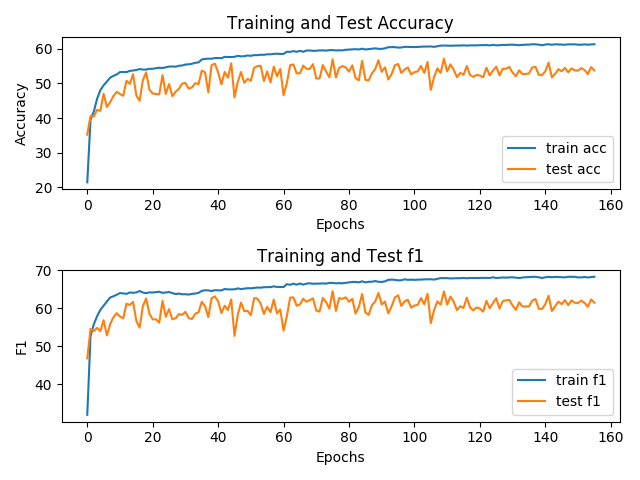 Training and Test Accuracy
60
50
40
30
20
Accuracy
train acc
test acc
0 20 40 60 80 100 120 140 160
Epochs
Training and Test f1
70
60
50
40
F1
train f1
test f1
0 20 40 60 80 100 120 140 160
Epochs